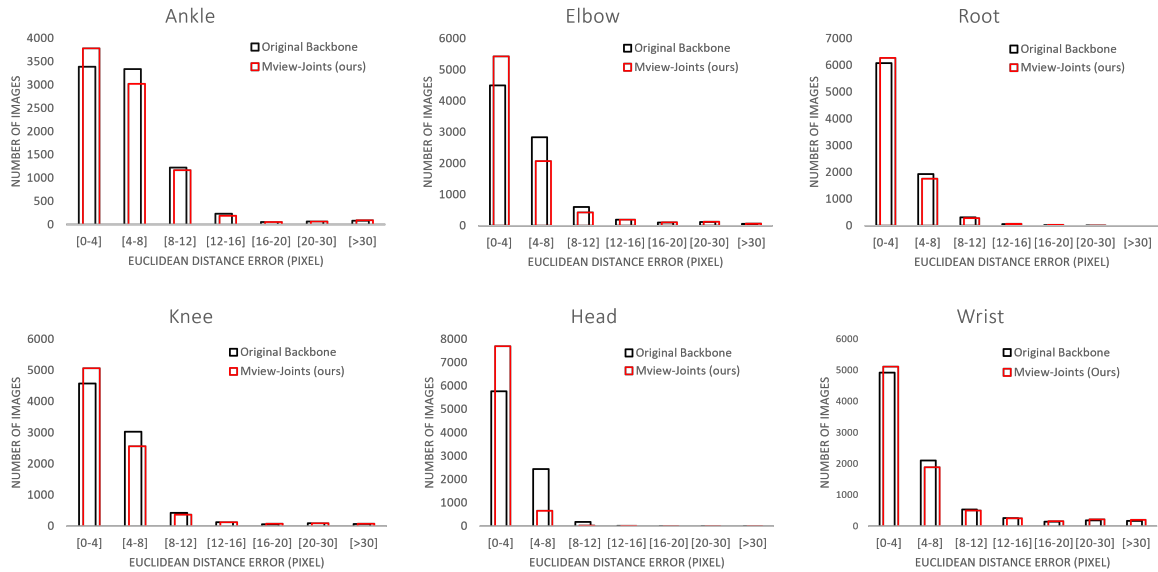 Ankle
4000
3500
3000
2500
2000
1500
1000
500
0
NUMBER OF IMAGES
Original Backbone
Mview-Joints (ours)
[0-4] [4-8] [8-12] [12-16] [16-20] [20-30] [>30]
EUCLIDEAN DISTANCE ERROR (PIXEL)
Elbow
6000
5000
4000
3000
2000
1000
0
NUMBER OF IMAGES
Original Backbone
Mview-Joints (ours)
[0-4] [4-8] [8-12] [12-16] [16-20] [20-30] [>30]
EUCLIDEAN DISTANCE ERROR (PIXEL)
Root
7000
6000
5000
4000
3000
2000
1000
0
NUMBER OF IMAGES
Original Backbone
Mview-Joints (ours)
[0-4] [4-8] [8-12] [12-16] [16-20] [20-30] [>30]
EUCLIDEAN DISTANCE ERROR (PIXEL)
Knee
6000
5000
4000
3000
2000
1000
0
NUMBER OF IMAGES
Original Backbone
Mview-Joints (ours)
[0-4] [4-8] [8-12] [12-16] [16-20] [20-30] [>30]
EUCLIDEAN DISTANCE ERROR (PIXEL)
Head
8000
7000
6000
5000
4000
3000
2000
1000
0
NUMBER OF IMAGES
Original Backbone
Mview-Joints (ours)
[0-4] [4-8] [8-12] [12-16] [16-20] [20-30] [>30]
EUCLIDEAN DISTANCE ERROR (PIXEL)
Wrist
6000
5000
4000
3000
2000
1000
0
NUMBER OF IMAGES
Original Backbone
Mview-Joints (Ours)
[0-4] [4-8] [8-12] [12-16] [16-20] [20-30] [>30]
EUCLIDEAN DISTANCE ERROR (PIXEL)